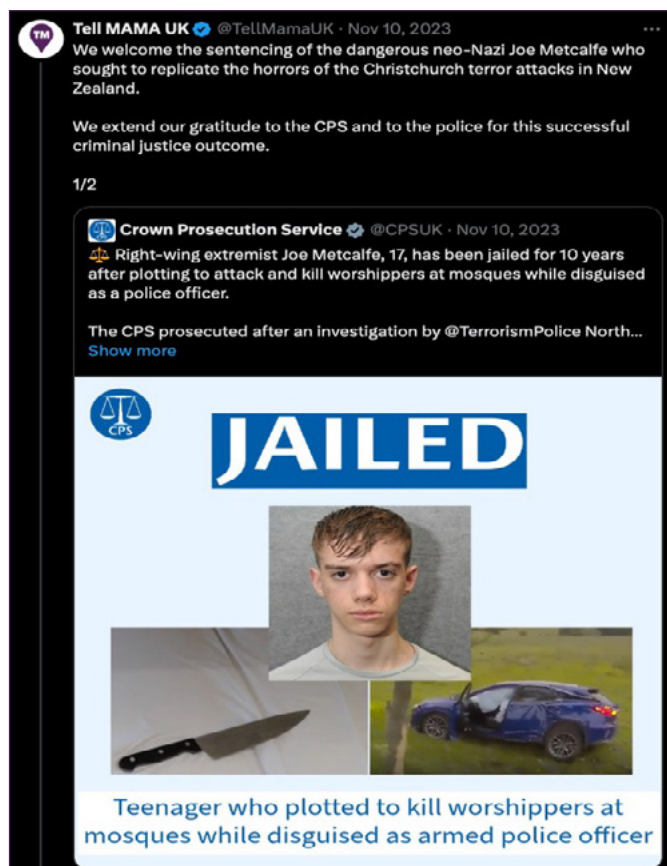 TM
Tell MAMA UK @TellMamaUK · Nov 10, 2023
We welcome the sentencing of the dangerous neo-Nazi Joe Metcalfe who
sought to replicate the horrors of the Christchurch terror attacks in New
Zealand.
We extend our gratitude to the CPS and to the police for this successful
criminal justice outcome.
1/2
Crown Prosecution Service @CPSUK · Nov 10, 2023
Right-wing extremist Joe Metcalfe, 17, has been jailed for 10 years
after plotting to attack and kill worshippers at mosques while disguised
as a police officer.
The CPS prosecuted after an investigation by @TerrorismPolice North...
Show more
CPS
JAILED
Teenager who plotted to kill worshippers at
mosques while disguised as armed police officer